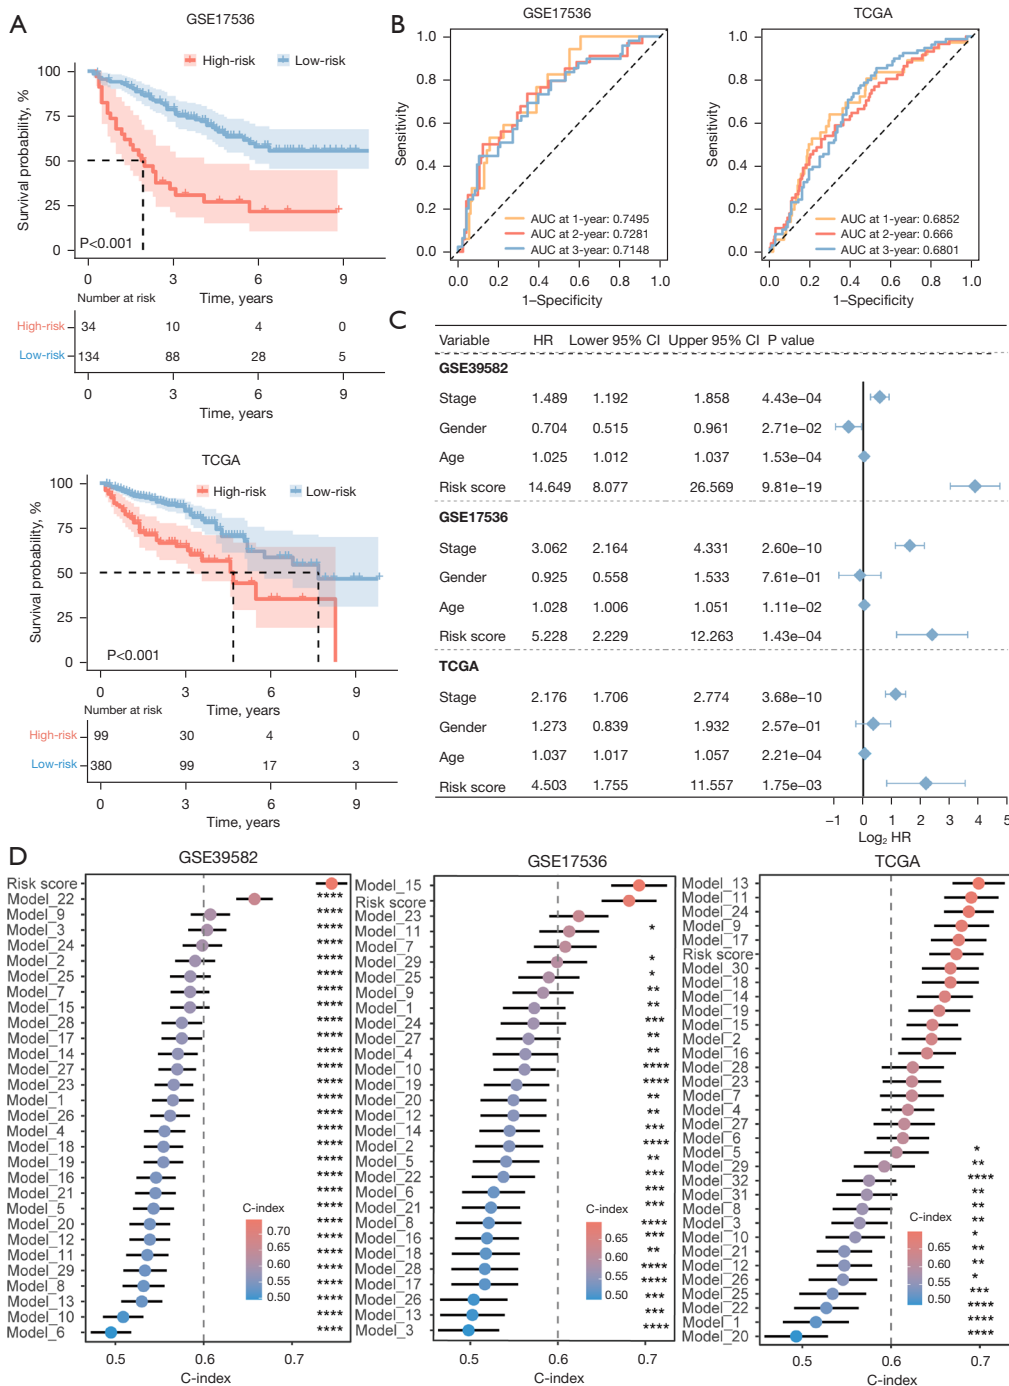 A
GSE17536
High-risk
Low-risk
Survival probability, %
100
75
50
25
0
P<0.001
0 3 6 9
Number at risk
Time, years
High-risk 34 10 4 0
Low-risk 134 88 28 5
0 3 6 9
Time, years
TCGA
High-risk
Low-risk
Survival probability, %
100
75
50
25
0
P<0.001
0 3 6 9
Number at risk
Time, years
High-risk 99 30 4 0
Low-risk 380 99 17 3
0 3 6 9
Time, years
B
GSE17536
Sensitivity
1.0
0.8
0.6
0.4
0.2
0.0
AUC at 1-year: 0.7495
AUC at 2-year: 0.7281
AUC at 3-year: 0.7148
0.0 0.2 0.4 0.6 0.8 1.0
1–Specificity
TCGA
Sensitivity
1.0
0.8
0.6
0.4
0.2
0.0
AUC at 1-year: 0.6852
AUC at 2-year: 0.666
AUC at 3-year: 0.6801
0.0 0.2 0.4 0.6 0.8 1.0
1–Specificity
C
Variable HR Lower 95% CI Upper 95% CI P value
GSE39582
Stage 1.489 1.192 1.858 4.43e−04
Gender 0.704 0.515 0.961 2.71e−02
Age 1.025 1.012 1.037 1.53e−04
Risk score 14.649 8.077 26.569 9.81e−19
GSE17536
Stage 3.062 2.164 4.331 2.60e−10
Gender 0.925 0.558 1.533 7.61e−01
Age 1.028 1.006 1.051 1.11e−02
Risk score 5.228 2.229 12.263 1.43e−04
TCGA
Stage 2.176 1.706 2.774 3.68e−10
Gender 1.273 0.839 1.932 2.57e−01
Age 1.037 1.017 1.057 2.21e−04
Risk score 4.503 1.755 11.557 1.75e−03
−1 0 1 2 3 4 5
Log₂ HR
D
GSE39582
Risk score
Model_22 ****
Model_9 ****
Model_3 ****
Model_24 ****
Model_2 ****
Model_25 ****
Model_7 ****
Model_15 ****
Model_28 ****
Model_17 ****
Model_14 ****
Model_27 ****
Model_23 ****
Model_1 ****
Model_26 ****
Model_4 ****
Model_18 ****
Model_19 ****
Model_16 ****
Model_21 ****
Model_5 ****
Model_20 ****
Model_12 ****
Model_11 ****
Model_29 ****
Model_8 ****
Model_13 ****
Model_10 ****
Model_6 ****
C-index
0.70
0.65
0.60
0.55
0.50
0.5 0.6 0.7
C-index
GSE17536
Model_15
Risk score
Model_23
Model_11 *
Model_7
Model_29 *
Model_25 *
Model_9 **
Model_1 **
Model_24 ***
Model_27 **
Model_4 **
Model_10 ****
Model_19 ****
Model_20 **
Model_12 **
Model_14 ***
Model_2 ****
Model_5 **
Model_22 ***
Model_6 ***
Model_21 ***
Model_8 ****
Model_16 ***
Model_18 **
Model_28 ****
Model_17 ****
Model_26 ***
Model_13 ***
Model_3 ****
C-index
0.65
0.60
0.55
0.50
0.5 0.6 0.7
C-index
TCGA
Model_13
Model_11
Model_24
Model_9
Model_17
Risk score
Model_30
Model_18
Model_14
Model_19
Model_15
Model_2
Model_16
Model_28
Model_23
Model_7
Model_4
Model_27
Model_6
Model_5 *
Model_29 **
Model_32 ****
Model_31 **
Model_8 **
Model_3 **
Model_10 *
Model_21 **
Model_12 **
Model_26 *
Model_25 ***
Model_22 ****
Model_1 ****
Model_20 ****
C-index
0.65
0.60
0.55
0.50
0.5 0.6 0.7
C-index